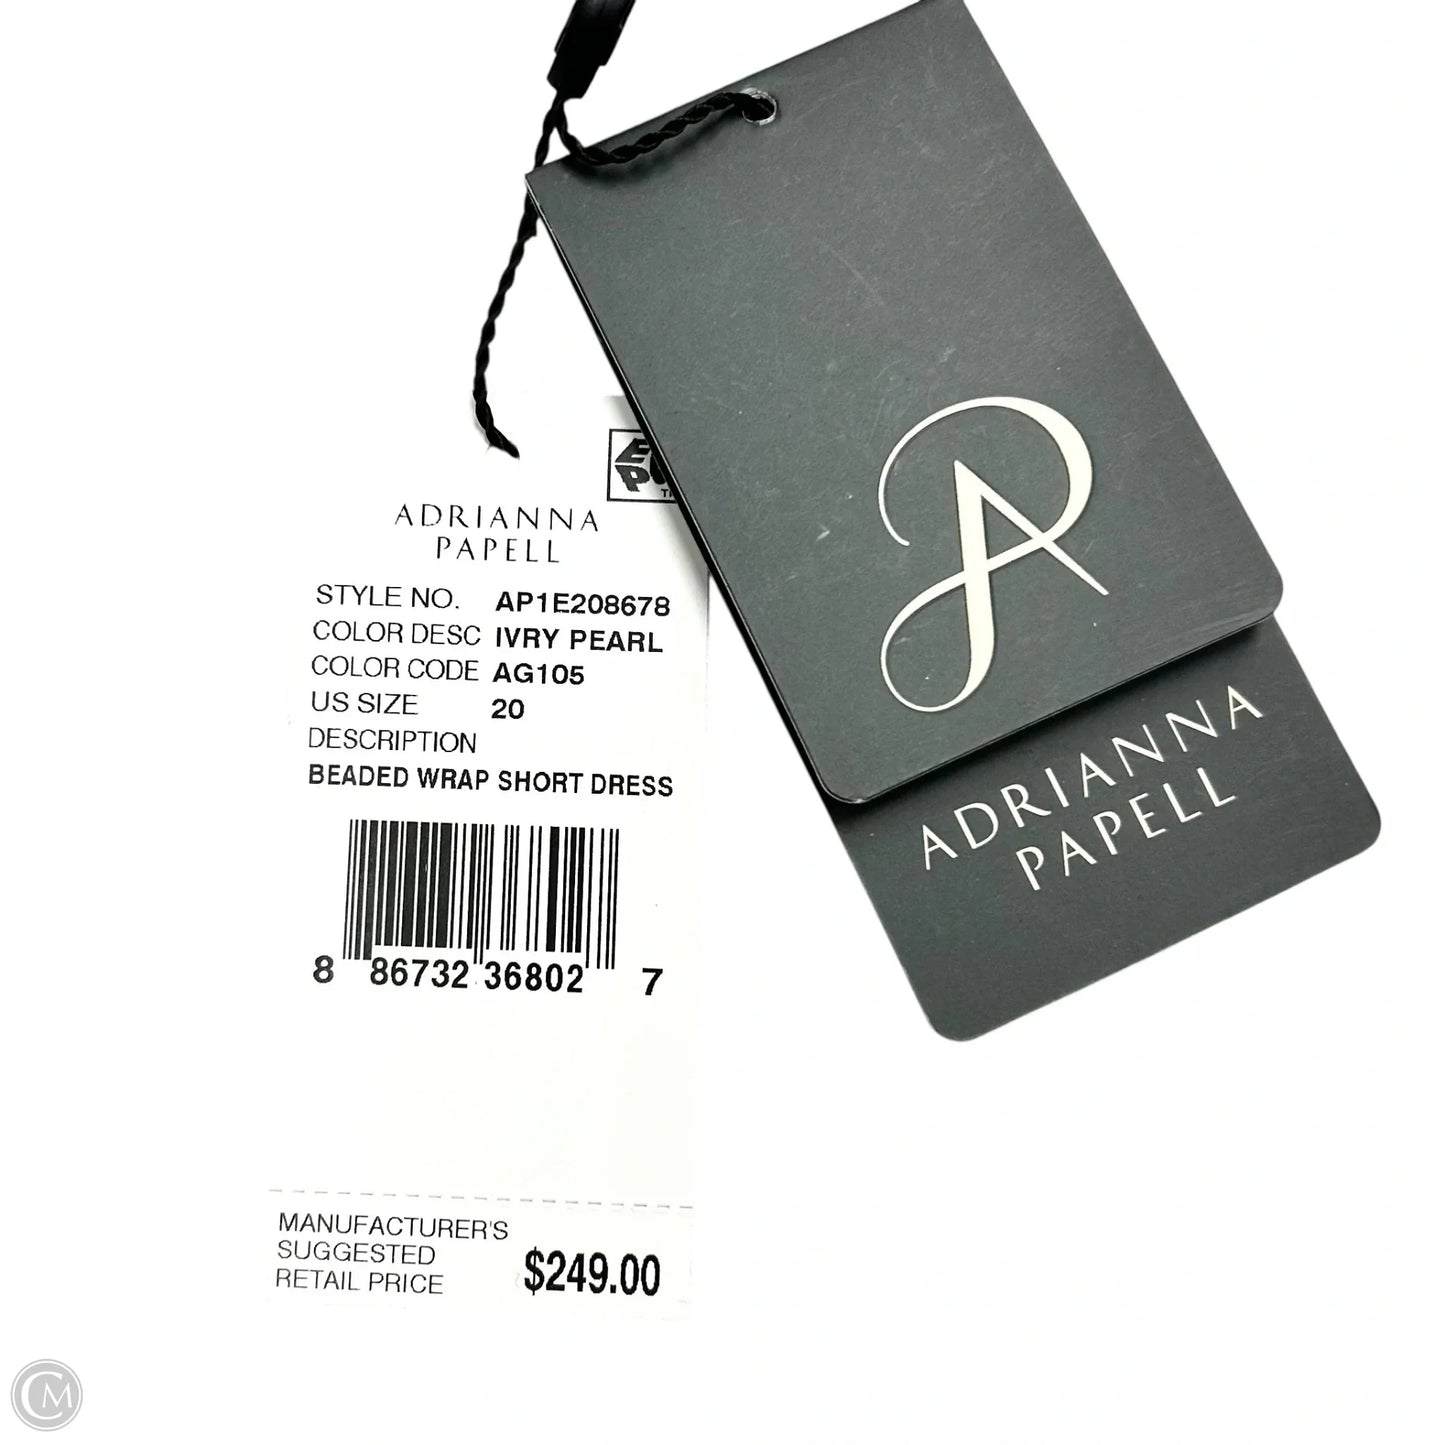 ADRIANNA
PAPELL
STYLE NO. AP1E208678
COLOR DESC IVRY PEARL
COLOR CODE AG105
US SIZE 20
DESCRIPTION
BEADED WRAP SHORT DRESS
8 86732 36802 7
MANUFACTURER'S
SUGGESTED
RETAIL PRICE $249.00
ADRIANNA
PAPELL
CM